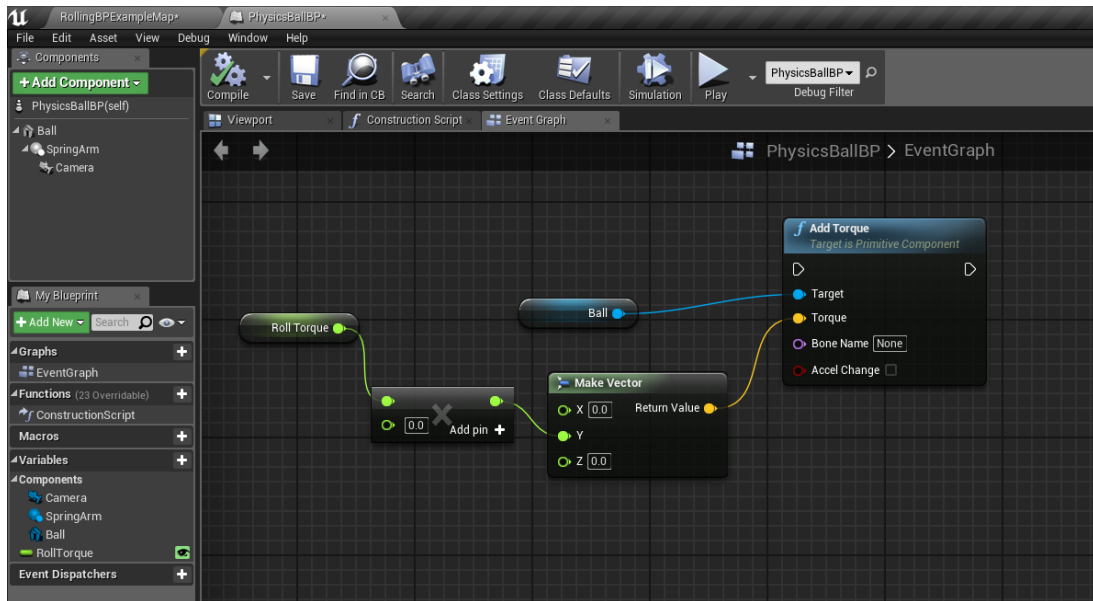 RollingBPExampleMap*
PhysicsBallBP*
File Edit Asset View Debug Window Help
Components
+Add Component
PhysicsBallBP(self)
Ball
SpringArm
Camera
Compile
Save
Find in CB
Search
Class Settings
Class Defaults
Simulation
Play
PhysicsBallBP
Debug Filter
Viewport
Construction Script
Event Graph
PhysicsBallBP > EventGraph
My Blueprint
+Add New
Search
Graphs
EventGraph
Functions (23 Overridable)
ConstructionScript
Macros
Variables
Components
Camera
SpringArm
Ball
RollTorque
Event Dispatchers
Roll Torque
0.0
Add pin +
Ball
Make Vector
X 0.0 Return Value
Y
Z 0.0
f Add Torque
Target is Primitive Component
Target
Torque
Bone Name None
Accel Change